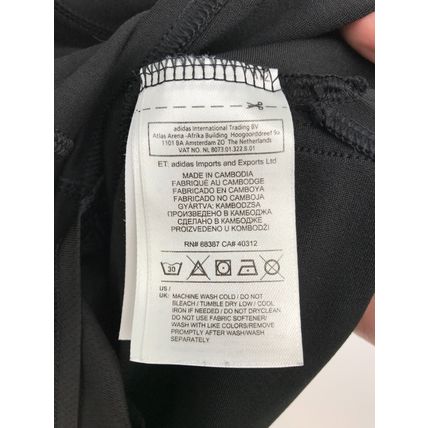 adidas International Trading BV
Atlas Arena -Afrika Building Hoogoorddreef 9a
1101 BA Amsterdam ZO The Netherlands
VAT NO. NL 8073.01.322.B.01
ET: adidas Imports and Exports Ltd
MADE IN CAMBODIA
FABRIQUÉ AU CAMBODGE
FABRICADO EN CAMBOYA
FABRICADO NO CAMBOJA
GYÁRTVA: KAMBODZSA
ПРОИЗВЕДЕНО В КАМБОДЖА
СДЕЛАНО В КАМБОДЖЕ
PROIZVEDENO U KOMBODŽI
RN# 68387 CA# 40312
30
US /
UK: MACHINE WASH COLD / DO NOT
BLEACH / TUMBLE DRY LOW / COOL
IRON IF NEEDED / DO NOT DRYCLEAN
DO NOT USE FABRIC SOFTENER/
WASH WITH LIKE COLORS/REMOVE
PROMPTLY AFTER WASH/WASH
SEPARATELY